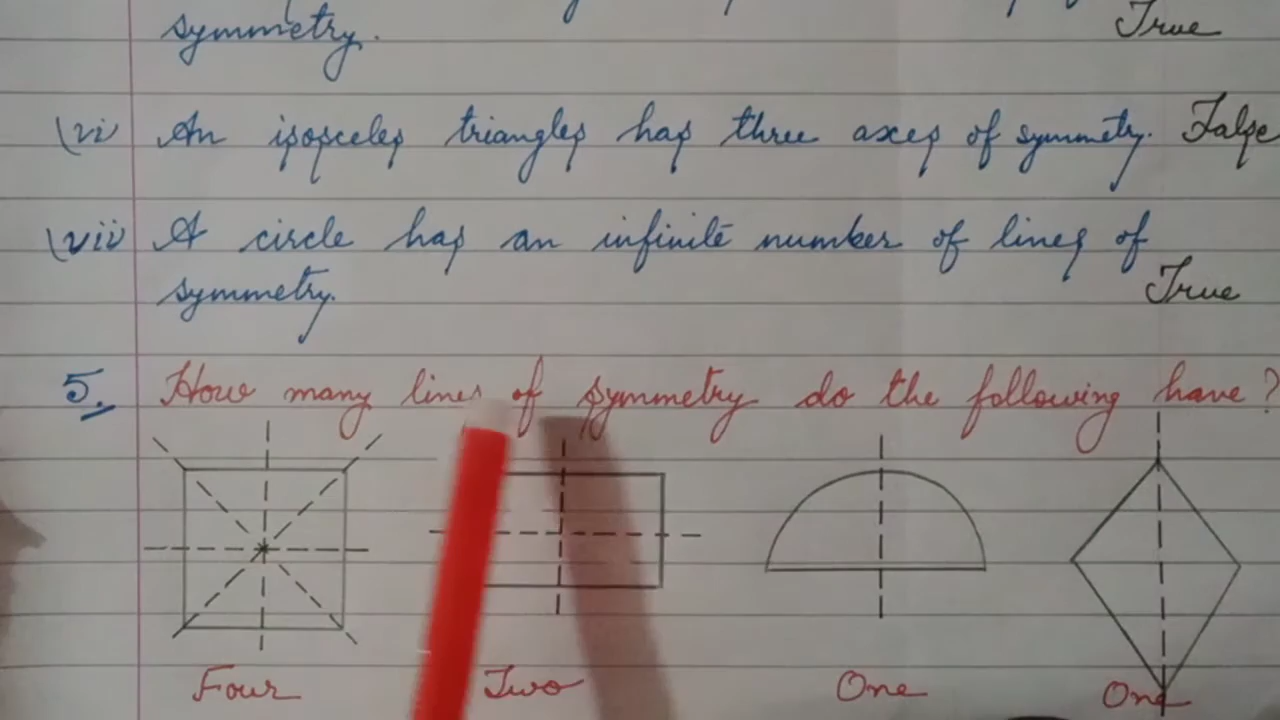 symmetry. True
(vi An isosceles triangles has three axes of symmetry. False
(vii A circle has an infinite number of lines of
symmetry. True
5. How many lines of symmetry do the following have?
Four Two One One